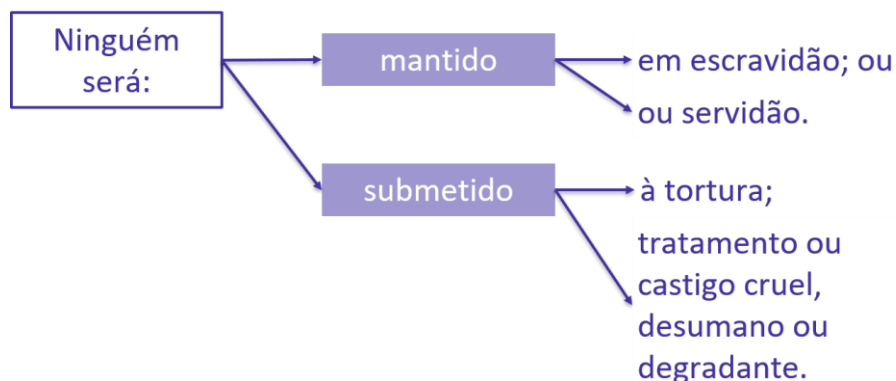 Ninguém
será:
mantido
em escravidão; ou
ou servidão.
submetido
à tortura;
tratamento ou
castigo cruel,
desumano ou
degradante.